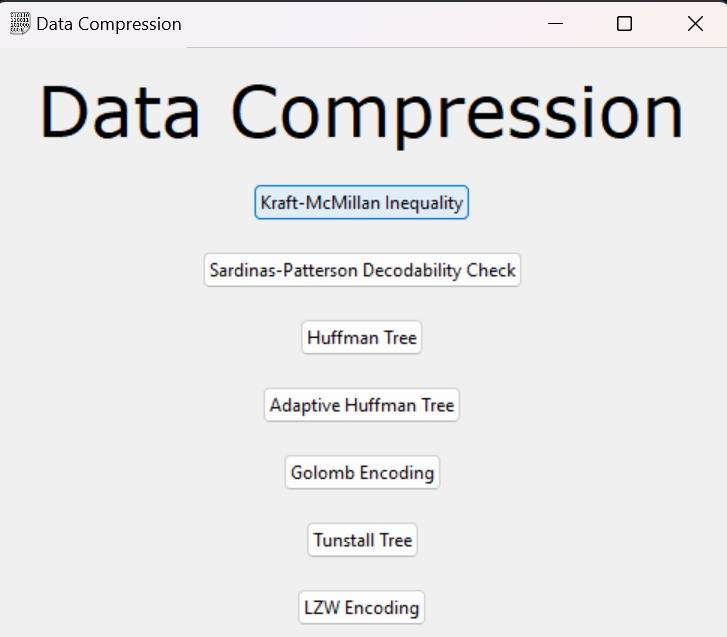 Data Compression
Data Compression
Kraft-McMillan Inequality
Sardinas-Patterson Decodability Check
Huffman Tree
Adaptive Huffman Tree
Golomb Encoding
Tunstall Tree
LZW Encoding